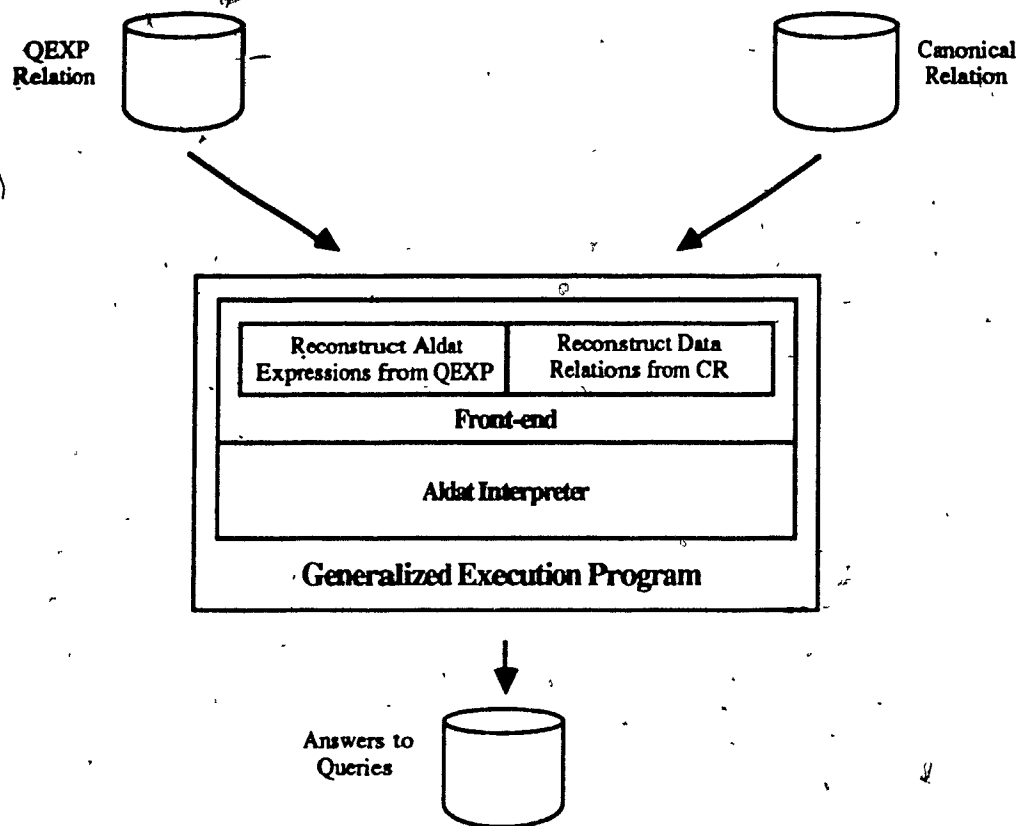 QEXP
Relation
Canonical
Relation
Reconstruct Aldat
Expressions from QEXP
Reconstruct Data
Relations from CR
Front-end
Aldat Interpreter
Generalized Execution Program
Answers to
Queries